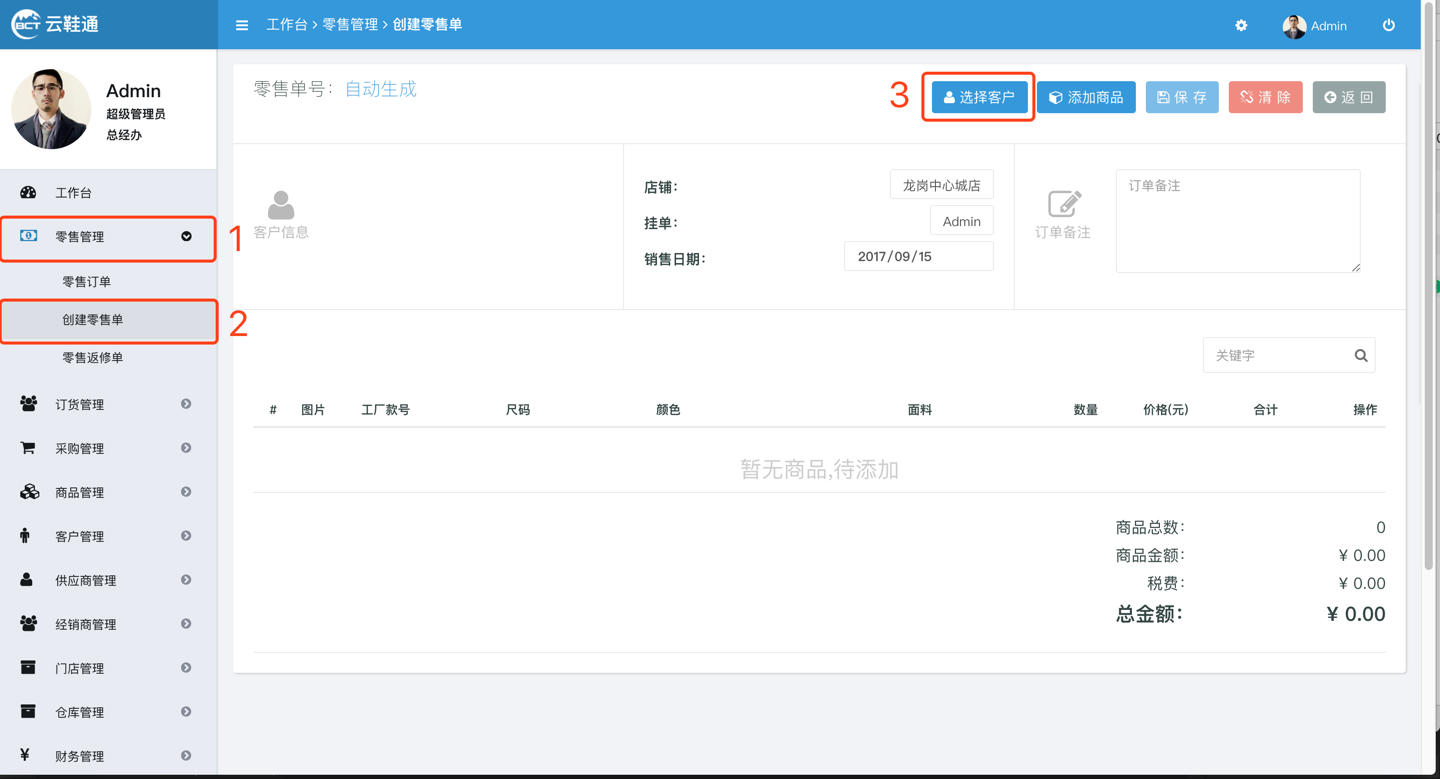 BCT 云鞋通
工作台 > 零售管理 > 创建零售单
Admin
Admin
超级管理员
总经办
工作台
零售管理
1
零售订单
创建零售单
2
零售返修单
订货管理
采购管理
商品管理
客户管理
供应商管理
经销商管理
门店管理
仓库管理
¥ 财务管理
零售单号： 自动生成
3
选择客户
添加商品
保 存
清 除
返 回
客户信息
店铺： 龙岗中心城店
挂单： Admin
销售日期： 2017/09/15
订单备注
订单备注
关键字
# 图片 工厂款号 尺码 颜色 面料 数量 价格(元) 合计 操作
暂无商品,待添加
商品总数： 0
商品金额： ¥ 0.00
税费： ¥ 0.00
总金额： ¥ 0.00